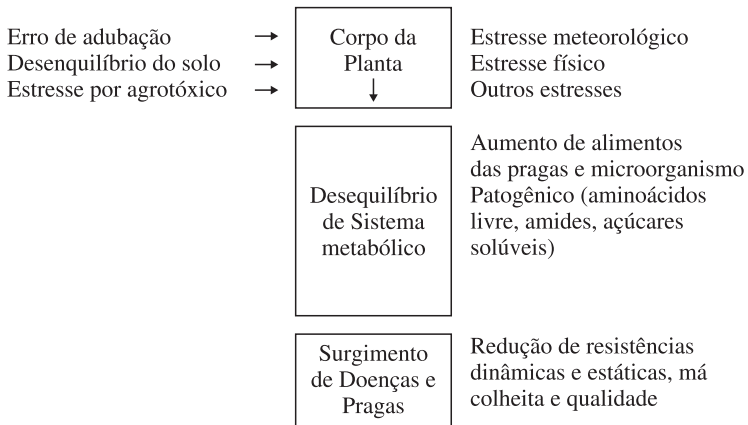 Erro de adubação
Desenquilíbrio do solo
Estresse por agrotóxico
Corpo da
Planta
Estresse meteorológico
Estresse físico
Outros estresses
Desequilíbrio
de Sistema
metabólico
Aumento de alimentos
das pragas e microorganismo
Patogênico (aminoácidos
livre, amides, açúcares
solúveis)
Surgimento
de Doenças e
Pragas
Redução de resistências
dinâmicas e estáticas, má
colheita e qualidade